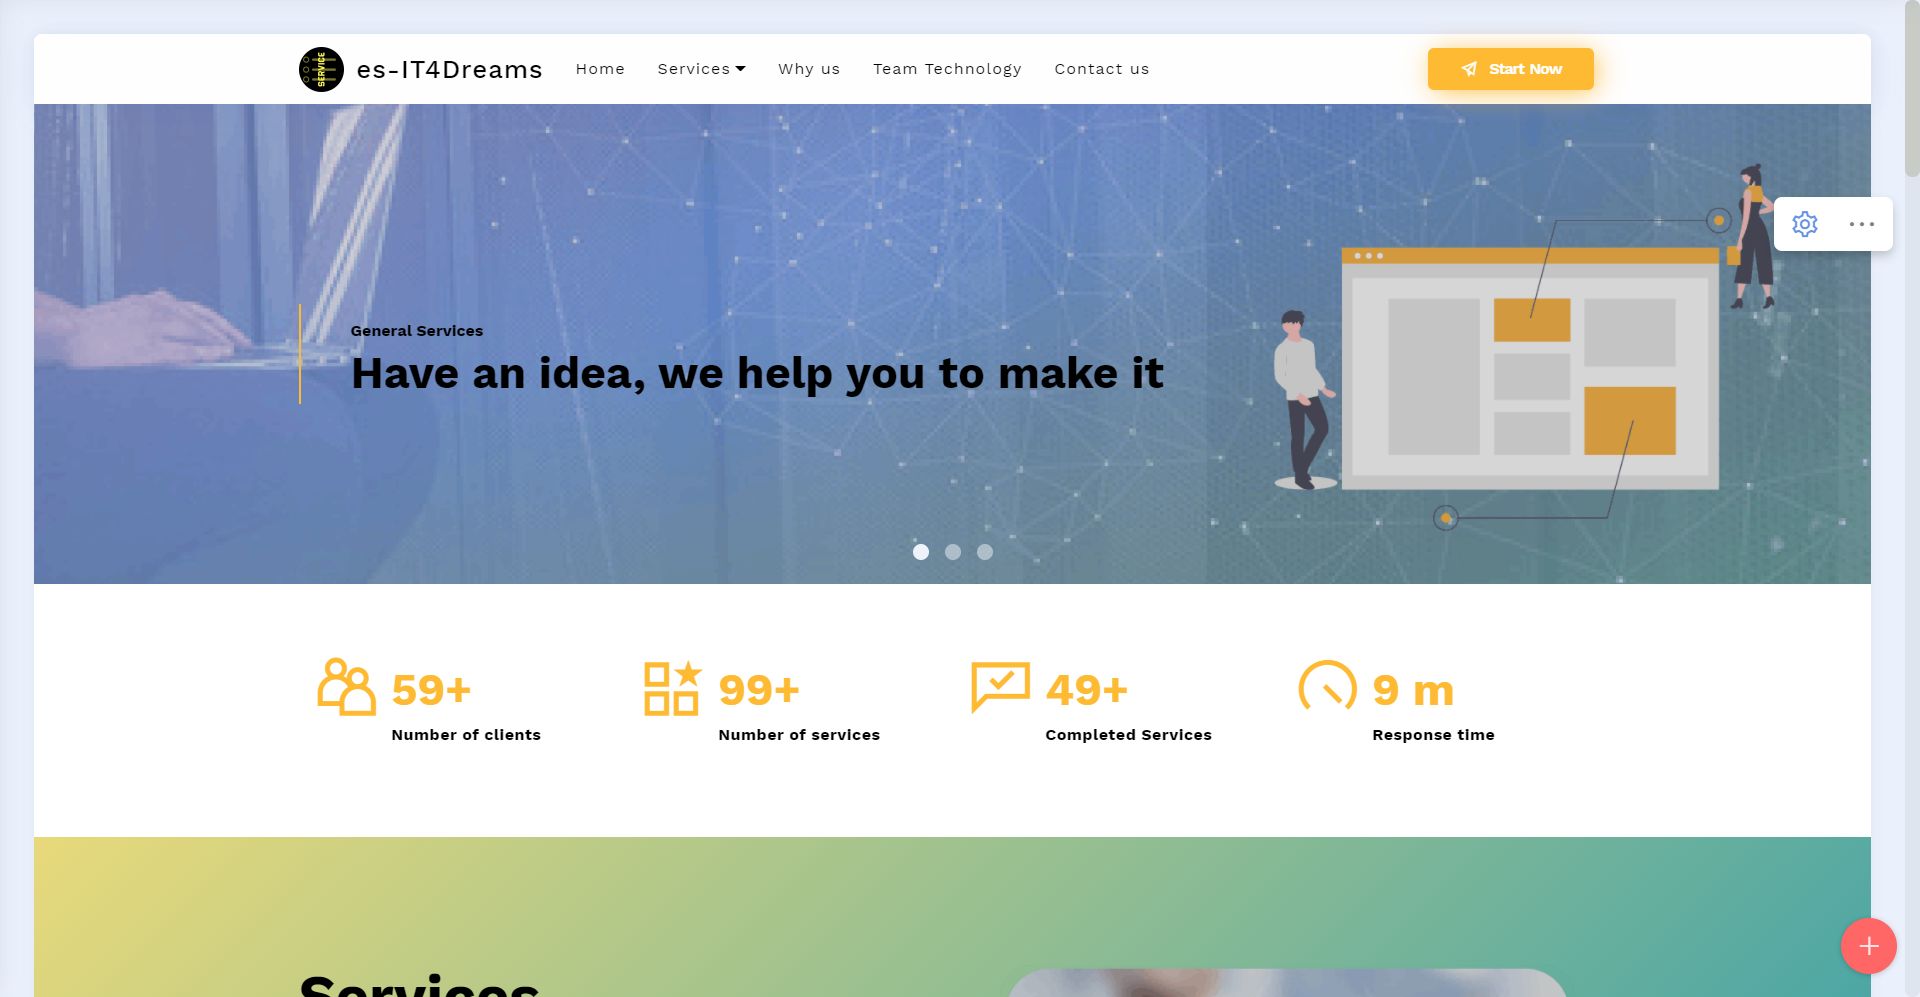 SERVICE
es-IT4Dreams
Home
Services
Why us
Team Technology
Contact us
Start Now
General Services
Have an idea, we help you to make it
59+
Number of clients
99+
Number of services
49+
Completed Services
9 m
Response time
Services